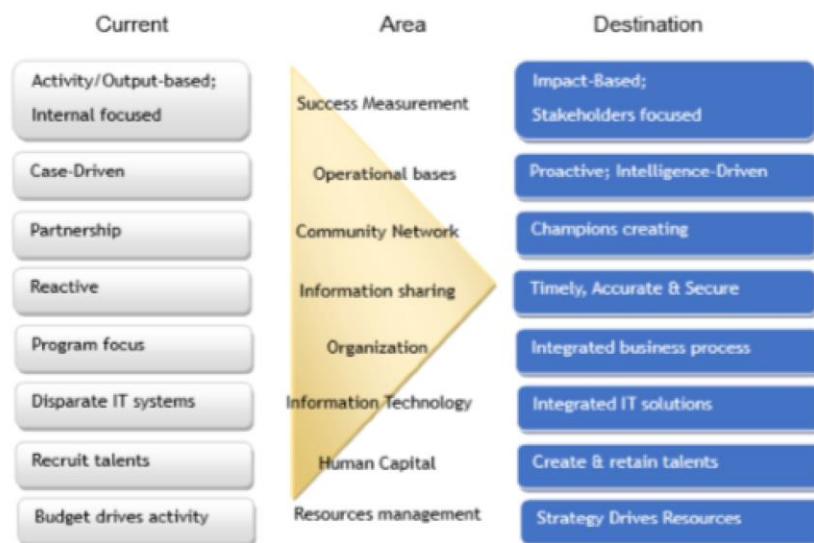 Current Area Destination
Activity/Output-based;
Internal focused
Success Measurement
Impact-Based;
Stakeholders focused
Case-Driven Operational bases Proactive; Intelligence-Driven
Partnership Community Network Champions creating
Reactive Information sharing Timely, Accurate & Secure
Program focus Organization Integrated business process
Disparate IT systems Information Technology Integrated IT solutions
Recruit talents Human Capital Create & retain talents
Budget drives activity Resources management Strategy Drives Resources